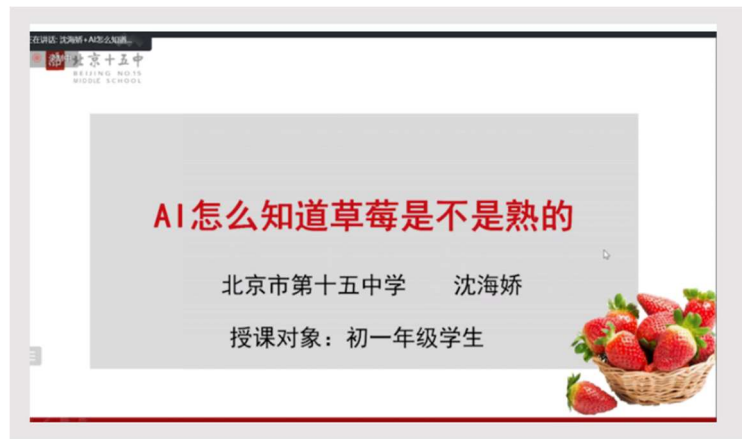 正在讲话: 沈海娇•AI怎么知道...
北京十五中
BEIJING NO15
MIDDLE SCHOOL
AI怎么知道草莓是不是熟的
北京市第十五中学 沈海娇
授课对象：初一年级学生